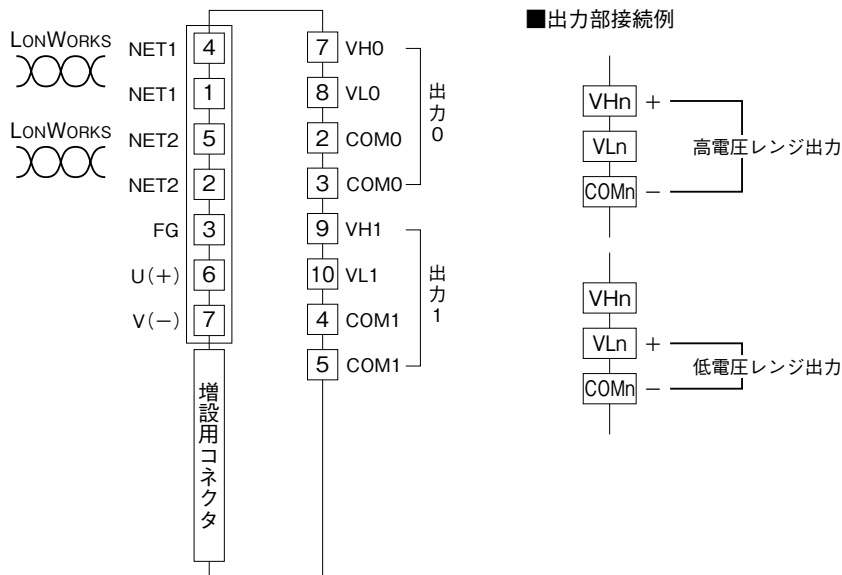 LONWORKS
NET1 4
NET1 1
LONWORKS
NET2 5
NET2 2
FG 3
U(+) 6
V(−) 7
増設用コネクタ
7 VH0
8 VL0
2 COM0
3 COM0
出力0
9 VH1
10 VL1
4 COM1
5 COM1
出力1
■出力部接続例
VHn +
VLn
COMn −
高電圧レンジ出力
VHn
VLn +
COMn −
低電圧レンジ出力